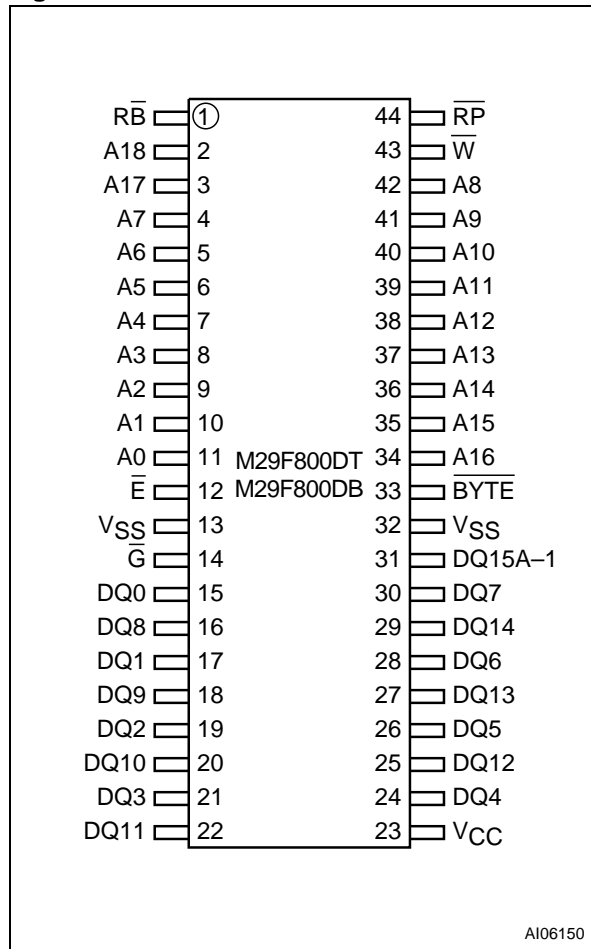 RB̅ 1 44 R̅P̅
A18 2 43 W̅
A17 3 42 A8
A7 4 41 A9
A6 5 40 A10
A5 6 39 A11
A4 7 38 A12
A3 8 37 A13
A2 9 36 A14
A1 10 35 A15
A0 11 M29F800DT 34 A16
E̅ 12 M29F800DB 33 B̅Y̅T̅E̅
VSS 13 32 VSS
G̅ 14 31 DQ15A–1
DQ0 15 30 DQ7
DQ8 16 29 DQ14
DQ1 17 28 DQ6
DQ9 18 27 DQ13
DQ2 19 26 DQ5
DQ10 20 25 DQ12
DQ3 21 24 DQ4
DQ11 22 23 VCC
AI06150